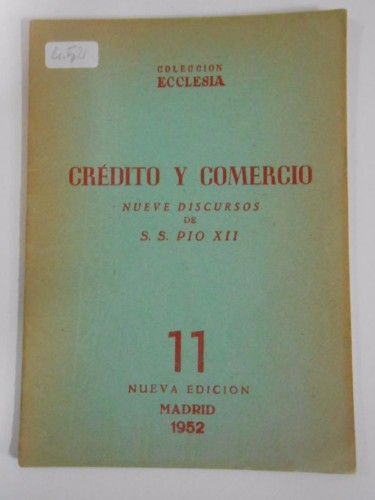 COLECCION
ECCLESIA
CRÉDITO Y COMERCIO
NUEVE DISCURSOS
DE
S. S. PIO XII
11
NUEVA EDICION
MADRID
1952